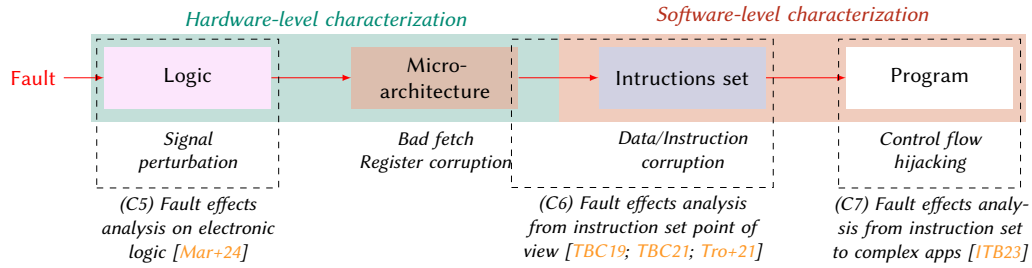 Hardware-level characterization
Software-level characterization
Fault
Logic
Micro-
architecture
Intructions set
Program
Signal
perturbation
Bad fetch
Register corruption
Data/Instruction
corruption
Control flow
hijacking
(C5) Fault effects
analysis on electronic
logic [Mar+24]
(C6) Fault effects analysis
from instruction set point of
view [TBC19; TBC21; Tro+21]
(C7) Fault effects analy-
sis from instruction set
to complex apps [ITB23]